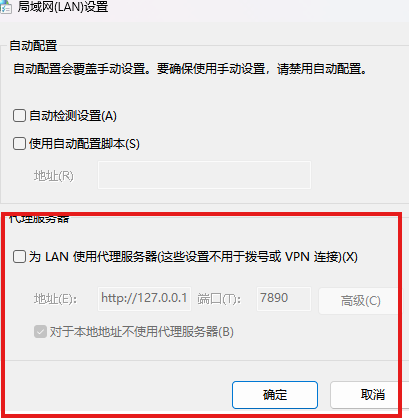 局域网(LAN)设置
自动配置
自动配置会覆盖手动设置。要确保使用手动设置，请禁用自动配置。
自动检测设置(A)
使用自动配置脚本(S)
地址(R)
代理服务器
为 LAN 使用代理服务器(这些设置不用于拨号或 VPN 连接)(X)
地址(E): http://127.0.0.1 端口(T): 7890 高级(C)
对于本地地址不使用代理服务器(B)
确定 取消